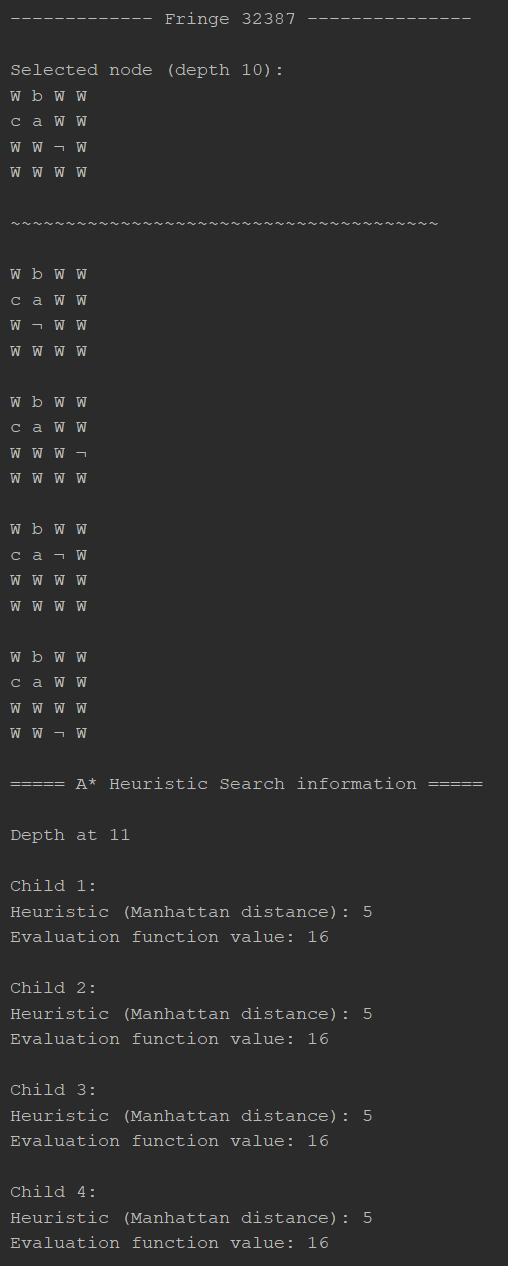 ------------- Fringe 32387 ---------------
Selected node (depth 10):
W b W W
c a W W
W W ¬ W
W W W W
~~~~~~~~~~~~~~~~~~~~~~~~~~~~~~~~~~~~~~~
W b W W
c a W W
W ¬ W W
W W W W
W b W W
c a W W
W W W ¬
W W W W
W b W W
c a ¬ W
W W W W
W W W W
W b W W
c a W W
W W W W
W W ¬ W
===== A* Heuristic Search information =====
Depth at 11
Child 1:
Heuristic (Manhattan distance): 5
Evaluation function value: 16
Child 2:
Heuristic (Manhattan distance): 5
Evaluation function value: 16
Child 3:
Heuristic (Manhattan distance): 5
Evaluation function value: 16
Child 4:
Heuristic (Manhattan distance): 5
Evaluation function value: 16